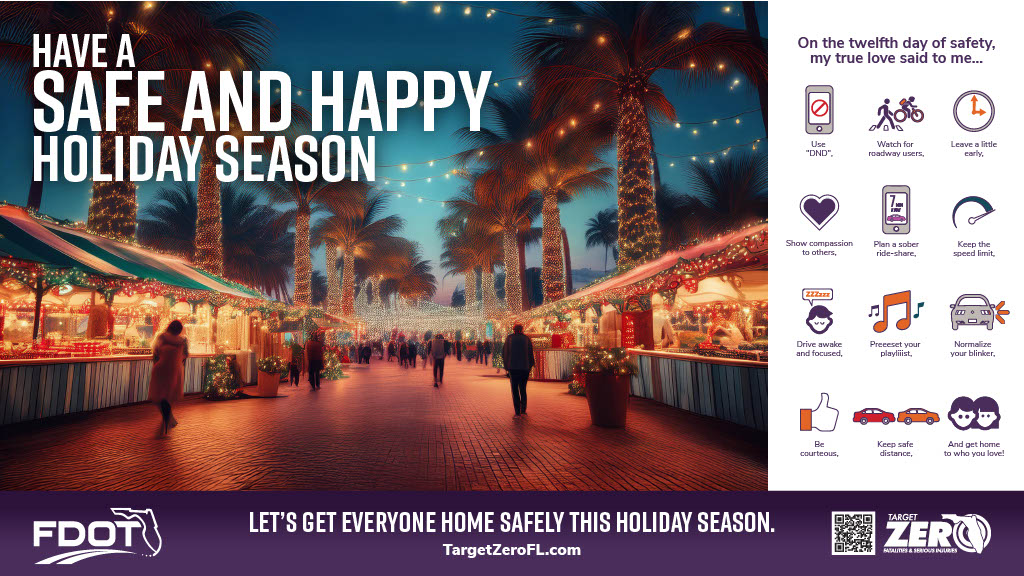 HAVE A
SAFE AND HAPPY
HOLIDAY SEASON
On the twelfth day of safety,
my true love said to me...
Use
"DND",
Watch for
roadway users,
Leave a little
early,
Show compassion
to others,
7 MIN
AWAY
Plan a sober
ride-share,
Keep the
speed limit,
ZZZzzz
Drive awake
and focused,
Preeeset your
playliiist,
Normalize
your blinker,
Be
courteous,
Keep safe
distance,
And get home
to who you love!
FDOT
LET'S GET EVERYONE HOME SAFELY THIS HOLIDAY SEASON.
TargetZeroFL.com
TARGET
ZERO
FATALITIES & SERIOUS INJURIES